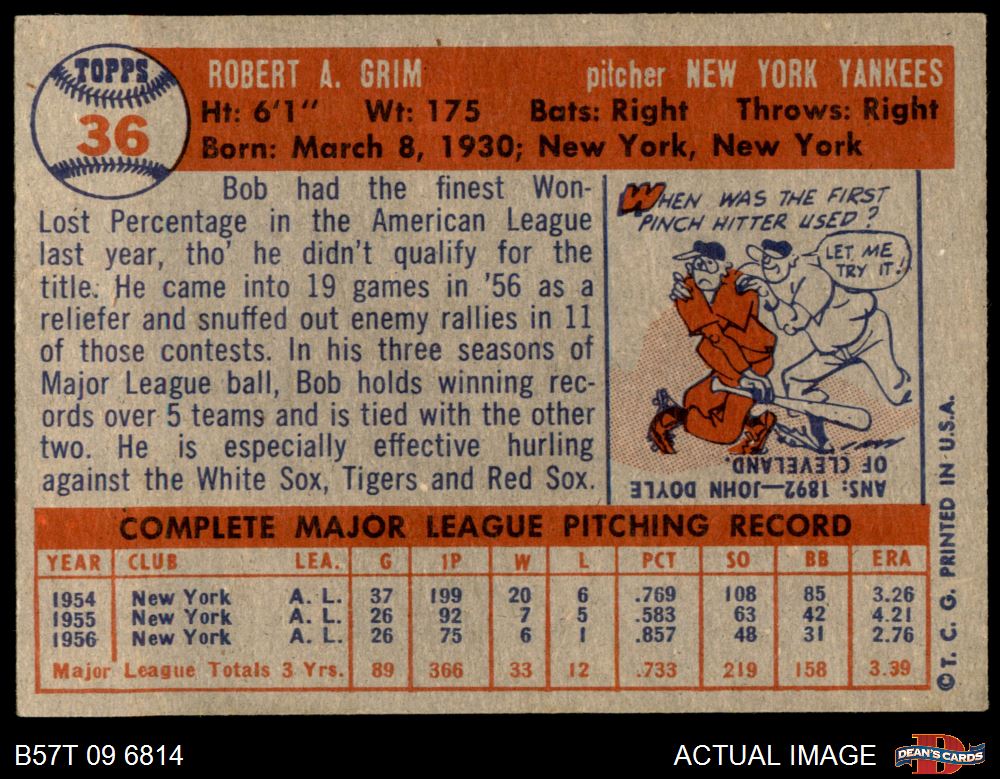 TOPPS
36
ROBERT A. GRIM pitcher NEW YORK YANKEES
Ht: 6'1" Wt: 175 Bats: Right Throws: Right
Born: March 8, 1930; New York, New York
Bob had the finest Won-
Lost Percentage in the American League
last year, tho' he didn't qualify for the
title. He came into 19 games in '56 as a
reliefer and snuffed out enemy rallies in 11
of those contests. In his three seasons of
Major League ball, Bob holds winning rec-
ords over 5 teams and is tied with the other
two. He is especially effective hurling
against the White Sox, Tigers and Red Sox.
WHEN WAS THE FIRST
PINCH HITTER USED?
LET ME
TRY IT!
ANS: 1892—JOHN DOYLE
OF CLEVELAND.
COMPLETE MAJOR LEAGUE PITCHING RECORD
YEAR CLUB LEA. G IP W L PCT SO BB ERA
1954 New York A. L. 37 199 20 6 .769 108 85 3.26
1955 New York A. L. 26 92 7 5 .583 63 42 4.21
1956 New York A. L. 26 75 6 1 .857 48 31 2.76
Major League Totals 3 Yrs. 89 366 33 12 .733 219 158 3.39
©T. C. G. PRINTED IN U.S.A.
B57T 09 6814 ACTUAL IMAGE
DEAN'S CARDS